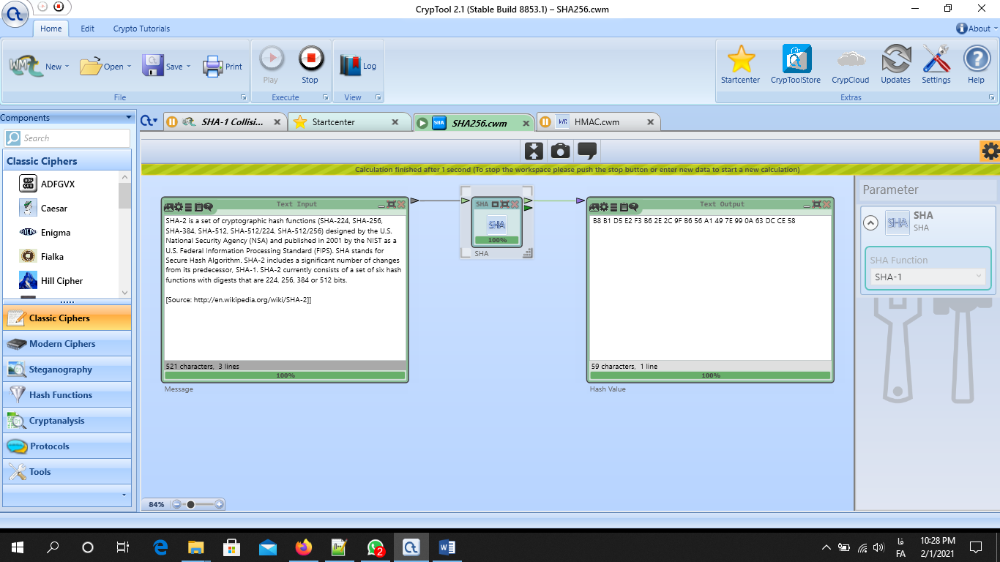 CrypTool 2.1 (Stable Build 8853.1) – SHA256.cwm
Home Edit Crypto Tutorials About
New Open Save Print Play Stop Log Startcenter CrypToolStore CrypCloud Updates Settings Help
File Execute View Extras
Components
SHA-1 Collisi... Startcenter SHA SHA256.cwm HMAC.cwm
Search
Classic Ciphers
ADFGVX
Caesar
Enigma
Fialka
Hill Cipher
Classic Ciphers
Modern Ciphers
Steganography
Hash Functions
Cryptanalysis
Protocols
Tools
Calculation finished after 1 second (To stop the workspace please push the stop button or enter new data to start a new calculation)
Text Input
SHA-2 is a set of cryptographic hash functions (SHA-224, SHA-256,
SHA-384, SHA-512, SHA-512/224, SHA-512/256) designed by the U.S.
National Security Agency (NSA) and published in 2001 by the NIST as a
U.S. Federal Information Processing Standard (FIPS). SHA stands for
Secure Hash Algorithm. SHA-2 includes a significant number of changes
from its predecessor, SHA-1. SHA-2 currently consists of a set of six hash
functions with digests that are 224, 256, 384 or 512 bits.
[Source: http://en.wikipedia.org/wiki/SHA-2]]
521 characters, 3 lines
100%
Message
SHA
SHA
100%
SHA
Text Output
B8 B1 D5 E2 F3 B6 2E 2C 9F B6 56 A1 49 7E 99 0A 63 DC CE 58
59 characters, 1 line
100%
Hash Value
Parameter
SHA
SHA
SHA
SHA Function
SHA-1
84%
2
فا
FA
10:28 PM
2/1/2021